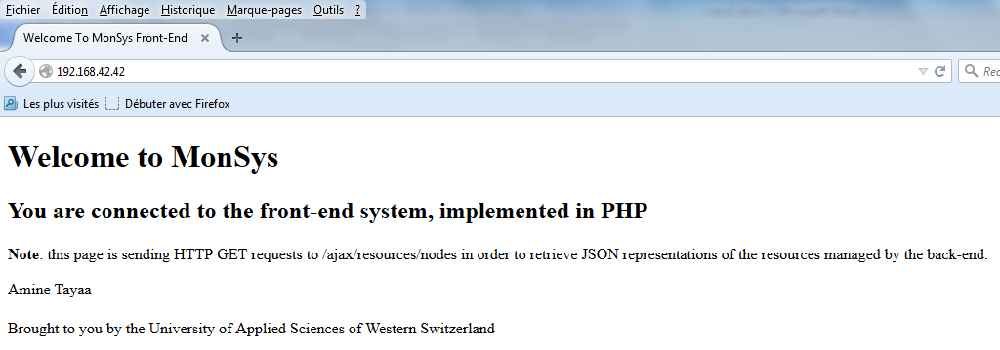 Fichier Édition Affichage Historique Marque-pages Outils ?
Welcome To MonSys Front-End
192.168.42.42
Rec
Les plus visités Débuter avec Firefox
Welcome to MonSys
You are connected to the front-end system, implemented in PHP
Note: this page is sending HTTP GET requests to /ajax/resources/nodes in order to retrieve JSON representations of the resources managed by the back-end.
Amine Tayaa
Brought to you by the University of Applied Sciences of Western Switzerland